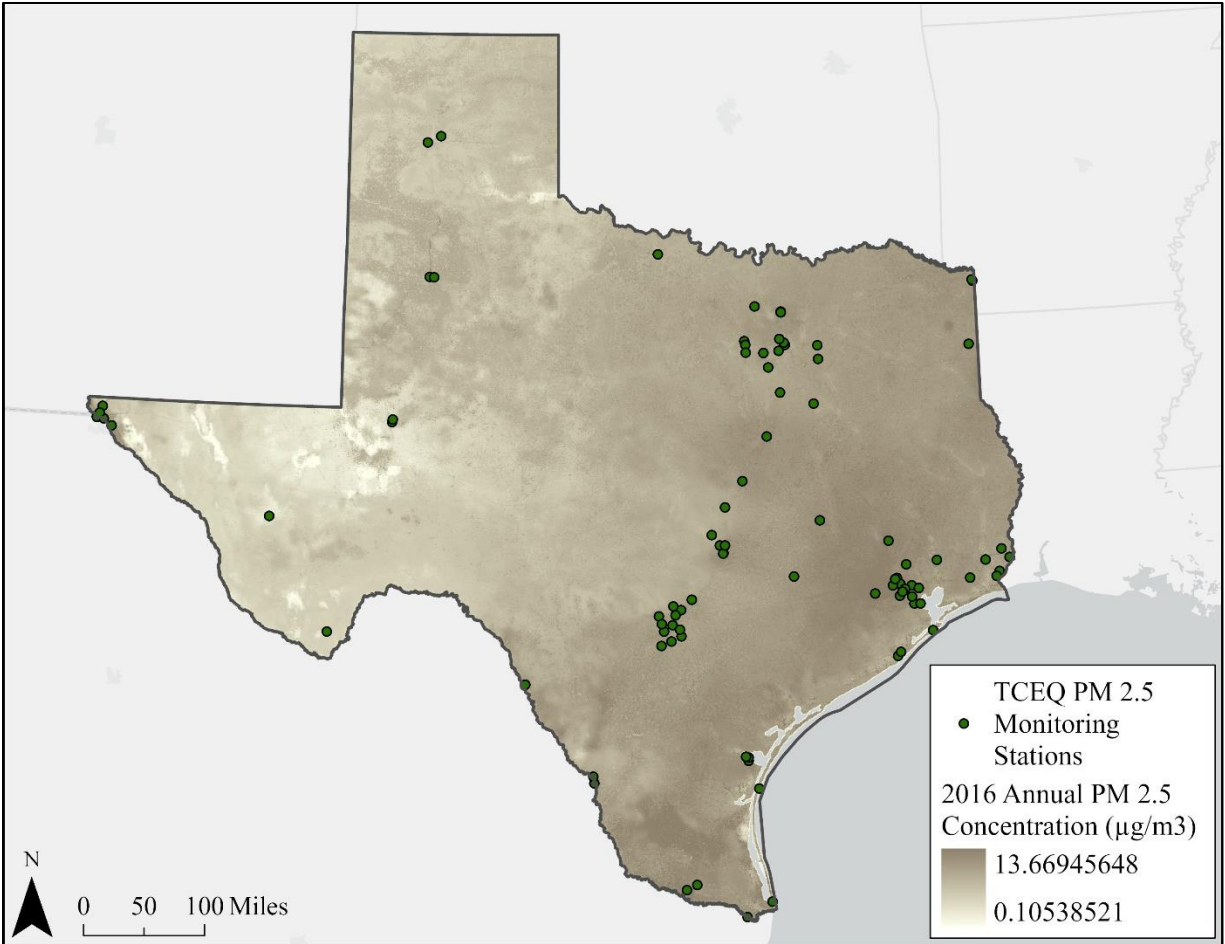 TCEQ PM 2.5
Monitoring
Stations
2016 Annual PM 2.5
Concentration (µg/m3)
13.66945648
0.10538521
N
0 50 100 Miles